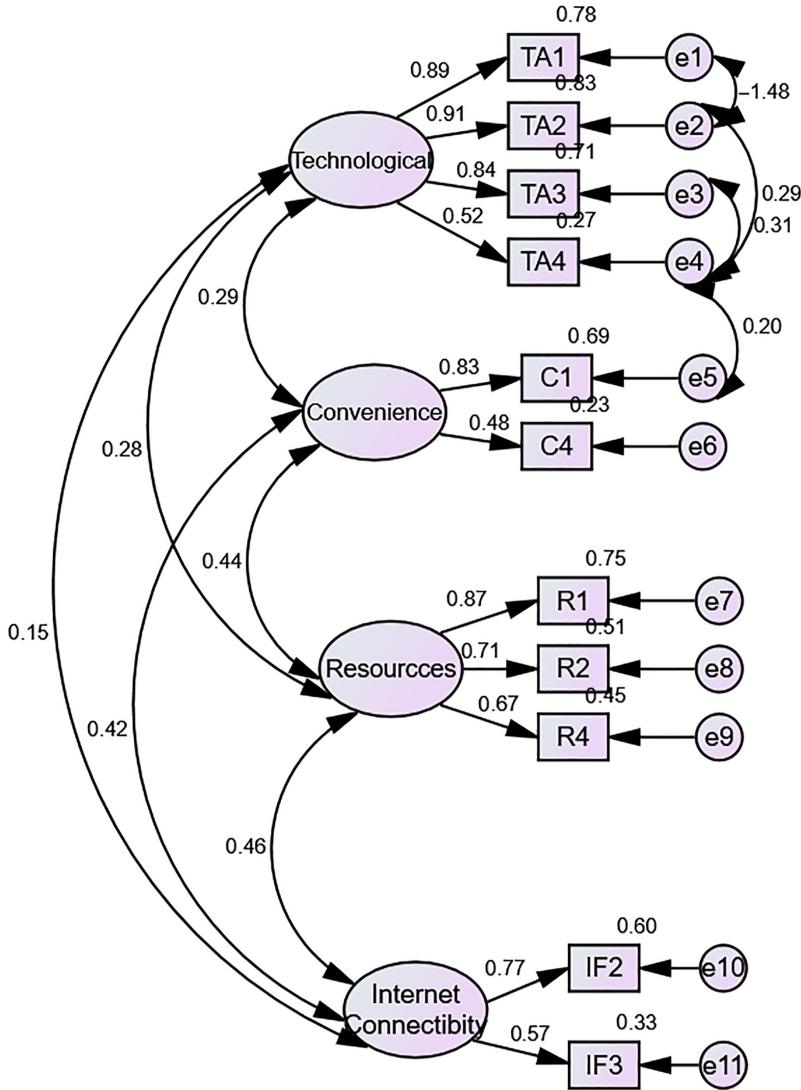 0.78
0.89
TA1
e1
0.83
−1.48
0.91
TA2
e2
0.71
Technological
0.84
TA3
e3
0.29
0.27
0.52
0.31
TA4
e4
0.29
0.20
0.69
0.83
C1
e5
0.23
Convenience
0.48
C4
e6
0.28
0.44
0.75
0.87
R1
e7
0.51
0.15
0.71
Resourcces
R2
e8
0.45
0.67
0.42
R4
e9
0.46
0.60
0.77
IF2
e10
Internet
Connectibity
0.33
0.57
IF3
e11